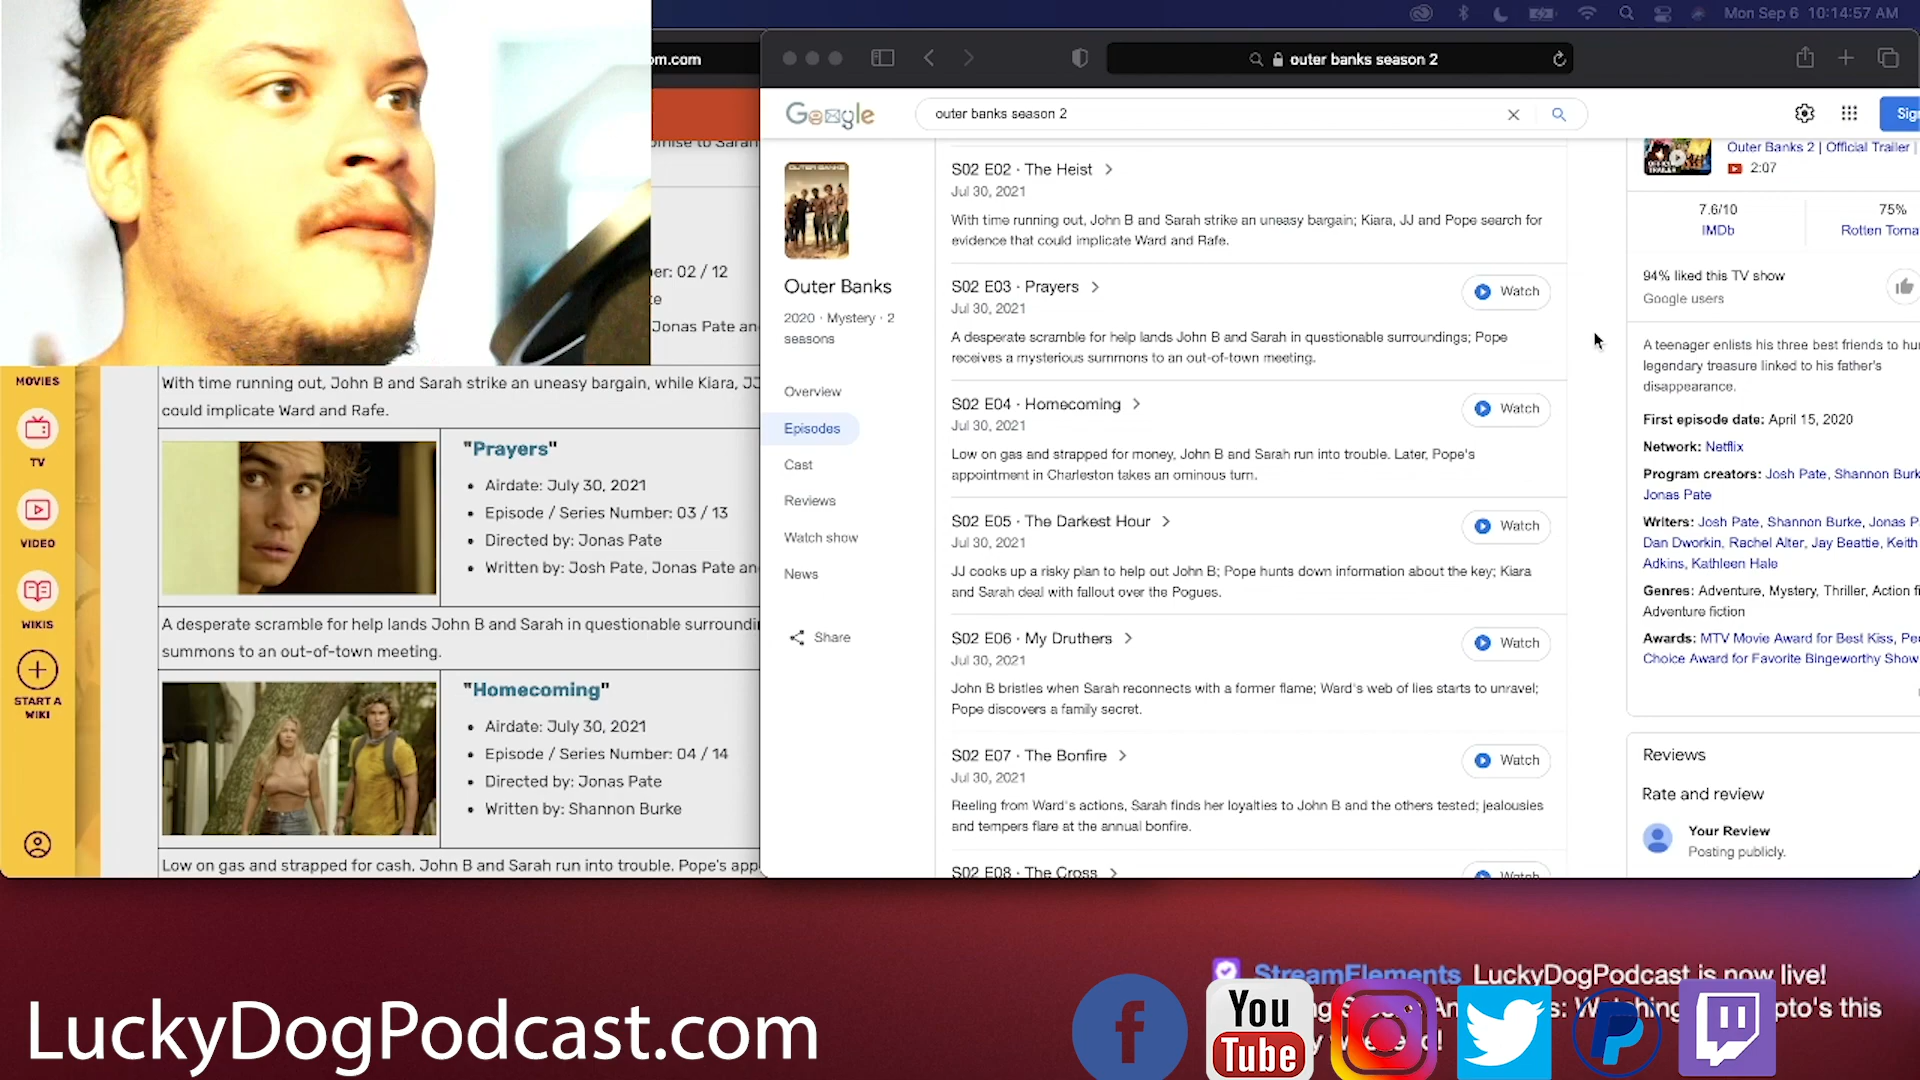 Mon Sep 6 10:14:57 AM
om.com
outer banks season 2
Google
outer banks season 2
Sig
to Sarah
er: 02 / 12
Jonas Pate an
MOVIES
TV
VIDEO
WIKIS
START A
WIKI
With time running out, John B and Sarah strike an uneasy bargain, while Kiara, JJ
could implicate Ward and Rafe.
"Prayers"
• Airdate: July 30, 2021
• Episode / Series Number: 03 / 13
• Directed by: Jonas Pate
• Written by: Josh Pate, Jonas Pate an
A desperate scramble for help lands John B and Sarah in questionable surroundi
summons to an out-of-town meeting.
"Homecoming"
• Airdate: July 30, 2021
• Episode / Series Number: 04 / 14
• Directed by: Jonas Pate
• Written by: Shannon Burke
Low on gas and strapped for cash, John B and Sarah run into trouble. Pope's app
OUTER BANKS
Outer Banks
2020 · Mystery · 2
seasons
Overview
Episodes
Cast
Reviews
Watch show
News
Share
S02 E02 · The Heist
Jul 30, 2021
With time running out, John B and Sarah strike an uneasy bargain; Kiara, JJ and Pope search for
evidence that could implicate Ward and Rafe.
S02 E03 · Prayers
Watch
Jul 30, 2021
A desperate scramble for help lands John B and Sarah in questionable surroundings; Pope
receives a mysterious summons to an out-of-town meeting.
S02 E04 · Homecoming
Watch
Jul 30, 2021
Low on gas and strapped for money, John B and Sarah run into trouble. Later, Pope's
appointment in Charleston takes an ominous turn.
S02 E05 · The Darkest Hour
Watch
Jul 30, 2021
JJ cooks up a risky plan to help out John B; Pope hunts down information about the key; Kiara
and Sarah deal with fallout over the Pogues.
S02 E06 · My Druthers
Watch
Jul 30, 2021
John B bristles when Sarah reconnects with a former flame; Ward's web of lies starts to unravel;
Pope discovers a family secret.
S02 E07 · The Bonfire
Watch
Jul 30, 2021
Reeling from Ward's actions, Sarah finds her loyalties to John B and the others tested; jealousies
and tempers flare at the annual bonfire.
S02 E08 · The Cross
Watch
Outer Banks 2 | Official Trailer |
2:07
7.6/10
IMDb
75%
Rotten Toma
94% liked this TV show
Google users
A teenager enlists his three best friends to hu
legendary treasure linked to his father's
disappearance.
First episode date: April 15, 2020
Network: Netflix
Program creators: Josh Pate, Shannon Burk
Jonas Pate
Writers: Josh Pate, Shannon Burke, Jonas P
Dan Dworkin, Rachel Alter, Jay Beattie, Keith
Adkins, Kathleen Hale
Genres: Adventure, Mystery, Thriller, Action fi
Adventure fiction
Awards: MTV Movie Award for Best Kiss, Pe
Choice Award for Favorite Bingeworthy Show
Reviews
Rate and review
Your Review
Posting publicly.
StreamElements LuckyDogPodcast is now live!
pto's this
LuckyDogPodcast.com
You
Tube